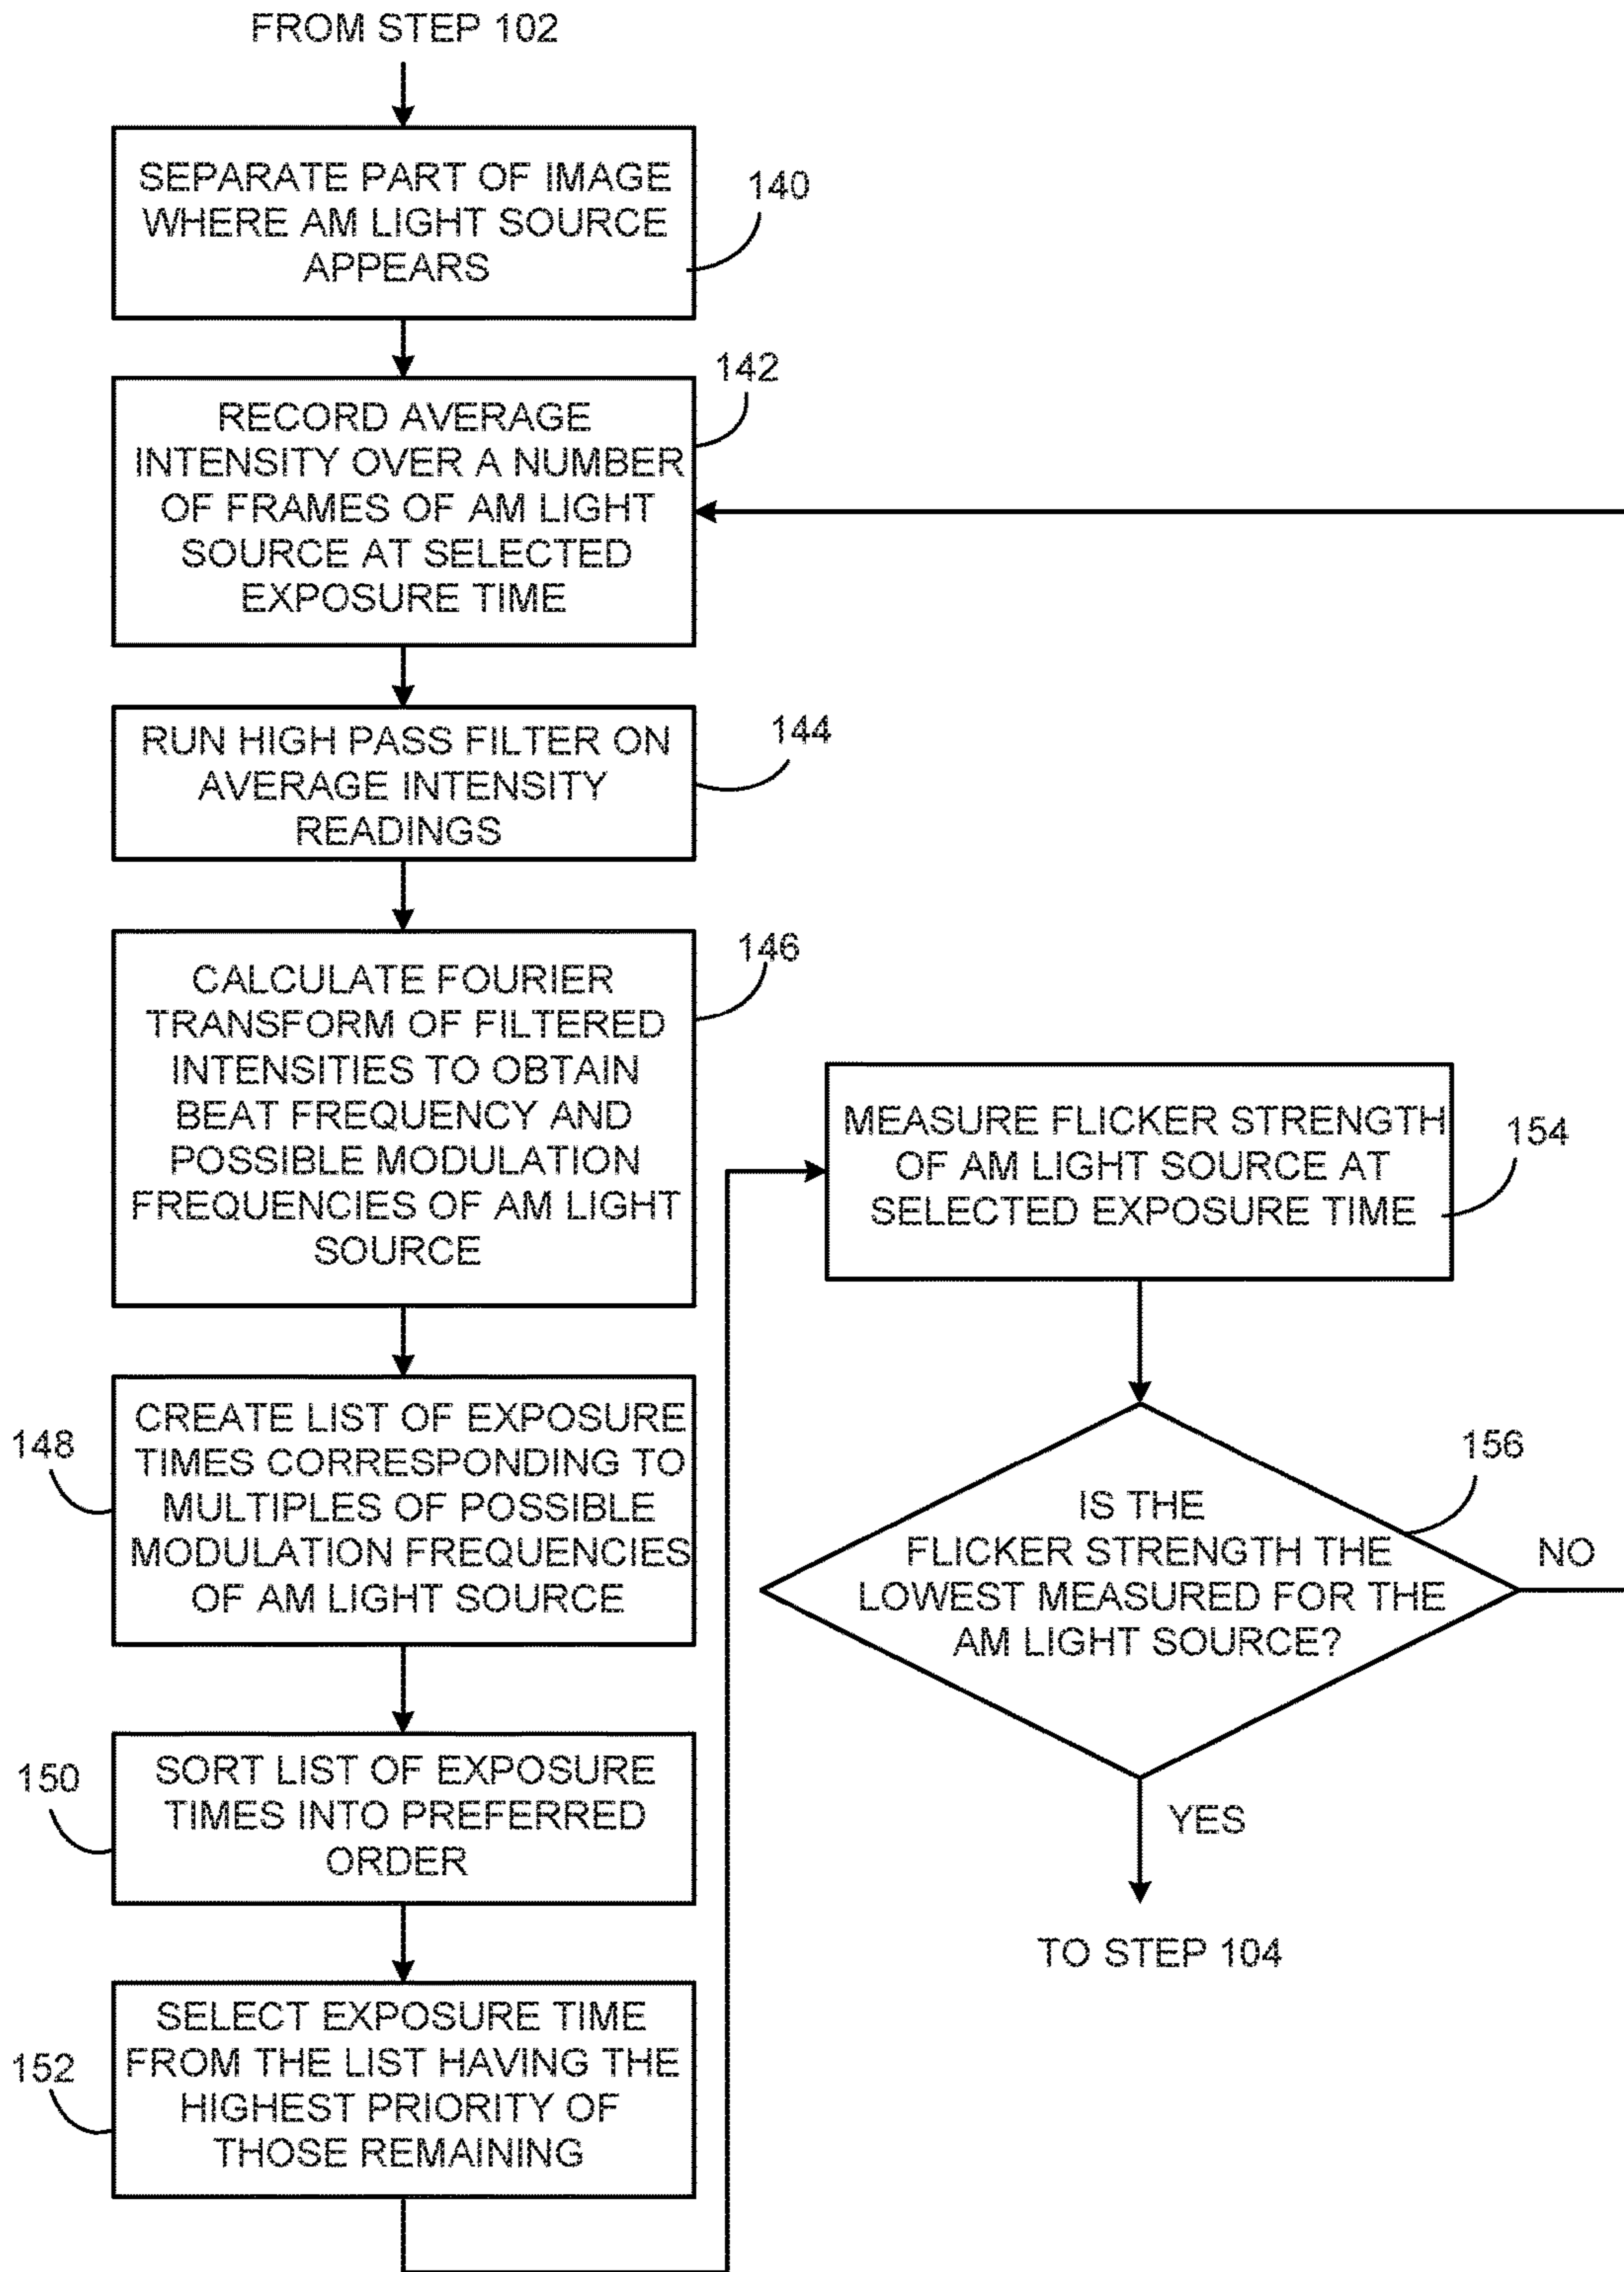 FROM STEP 102
SEPARATE PART OF IMAGE
WHERE AM LIGHT SOURCE
APPEARS
140
RECORD AVERAGE
INTENSITY OVER A NUMBER
OF FRAMES OF AM LIGHT
SOURCE AT SELECTED
EXPOSURE TIME
142
RUN HIGH PASS FILTER ON
AVERAGE INTENSITY
READINGS
144
CALCULATE FOURIER
TRANSFORM OF FILTERED
INTENSITIES TO OBTAIN
BEAT FREQUENCY AND
POSSIBLE MODULATION
FREQUENCIES OF AM LIGHT
SOURCE
146
CREATE LIST OF EXPOSURE
TIMES CORRESPONDING TO
MULTIPLES OF POSSIBLE
MODULATION FREQUENCIES
OF AM LIGHT SOURCE
148
SORT LIST OF EXPOSURE
TIMES INTO PREFERRED
ORDER
150
SELECT EXPOSURE TIME
FROM THE LIST HAVING THE
HIGHEST PRIORITY OF
THOSE REMAINING
152
MEASURE FLICKER STRENGTH
OF AM LIGHT SOURCE AT
SELECTED EXPOSURE TIME
154
IS THE
FLICKER STRENGTH THE
LOWEST MEASURED FOR THE
AM LIGHT SOURCE?
156
NO
YES
TO STEP 104